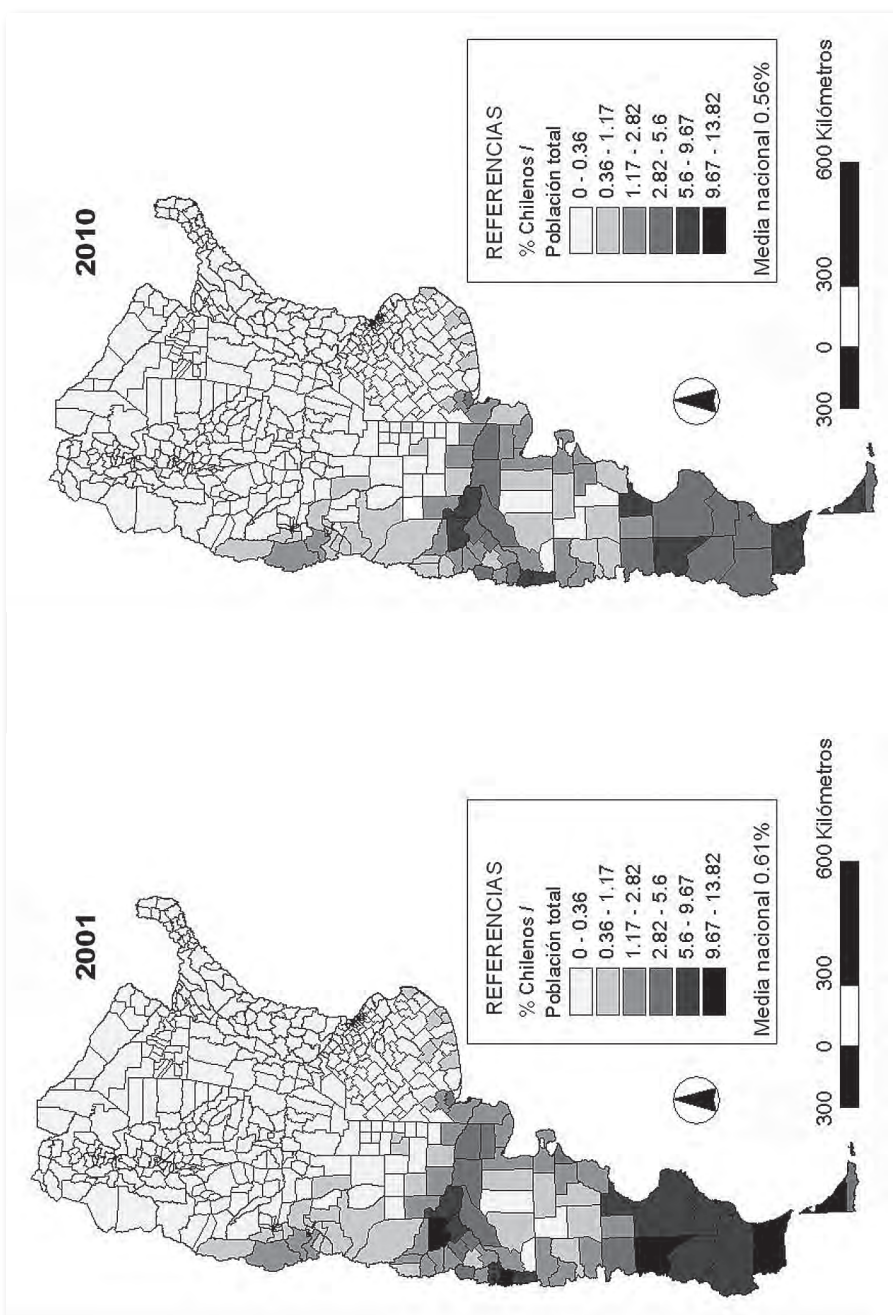 2001
REFERENCIAS
% Chilenos /
Población total
0 - 0.36
0.36 - 1.17
1.17 - 2.82
2.82 - 5.6
5.6 - 9.67
9.67 - 13.82
Media nacional 0.61%
300 0 300 600 Kilómetros
2010
REFERENCIAS
% Chilenos /
Población total
0 - 0.36
0.36 - 1.17
1.17 - 2.82
2.82 - 5.6
5.6 - 9.67
9.67 - 13.82
Media nacional 0.56%
300 0 300 600 Kilómetros